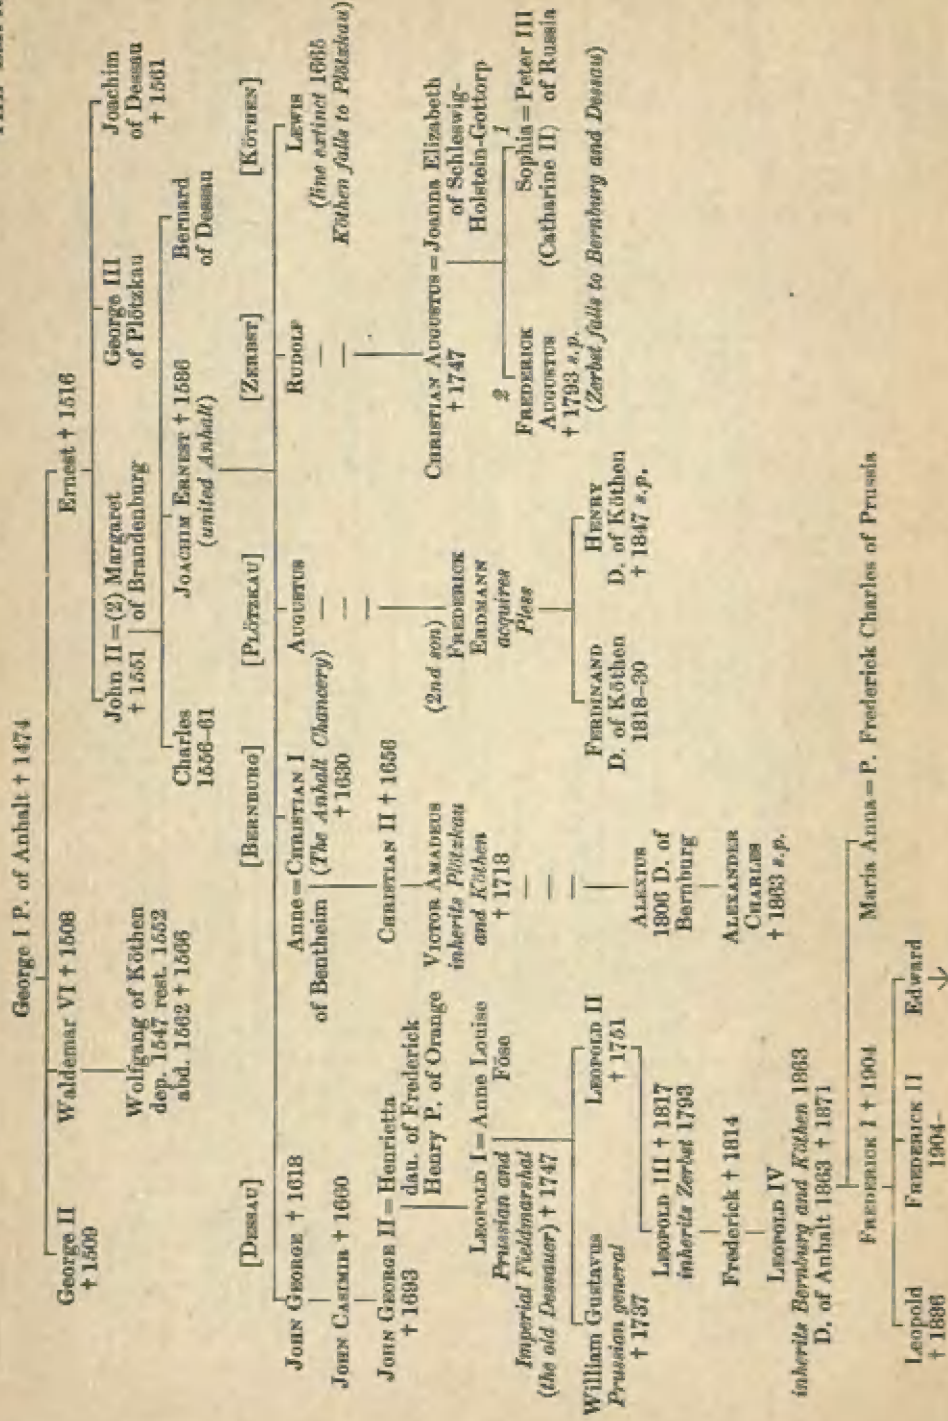 George I P. of Anhalt † 1474
George II
† 1509
Waldemar VI † 1508
Ernest † 1516
Wolfgang of Köthen
dep. 1547 rest. 1552
abd. 1562 † 1566
John II = (2) Margaret
† 1551 of Brandenburg
George III
of Plötzkau
Joachim
of Dessau
† 1561
Charles
1556–61
JOACHIM ERNEST † 1586
(united Anhalt)
Bernard
of Dessau
[DESSAU]
[BERNBURG]
[PLÖTZKAU]
[ZERBST]
[KÖTHEN]
JOHN GEORGE † 1618
Anne = CHRISTIAN I
of Bentheim (The Anhalt Chancery)
† 1630
AUGUSTUS
RUDOLF
LEWIS
(line extinct 1665
Köthen falls to Plötzkau)
JOHN CASIMIR † 1660
JOHN GEORGE II = Henrietta
† 1693 dau. of Frederick
Henry P. of Orange
CHRISTIAN II † 1656
VICTOR AMADEUS
inherits Plötzkau
and Köthen
† 1718
(2nd son)
FREDERICK
ERDMANN
acquires
Pless
CHRISTIAN AUGUSTUS = Joanna Elizabeth
† 1747 of Schleswig-
Holstein-Gottorp
LEOPOLD I = Anne Louise
Prussian and Föse
Imperial Fieldmarshal
(the old Dessauer) † 1747
2
FREDERICK
AUGUSTUS
† 1793 s.p.
1
Sophia = Peter III
(Catharine II) of Russia
(Zerbst falls to Bernburg and Dessau)
William Gustavus
Prussian general
† 1737
LEOPOLD II
† 1751
FERDINAND
D. of Köthen
1818–30
HENRY
D. of Köthen
† 1847 s.p.
LEOPOLD III † 1817
inherits Zerbst 1793
ALEXIUS
1806 D. of
Bernburg
Frederick † 1814
ALEXANDER
CHARLES
† 1863 s.p.
LEOPOLD IV
inherits Bernburg and Köthen 1863
D. of Anhalt 1863 † 1871
FREDERICK I † 1904
Maria Anna = P. Frederick Charles of Prussia
Leopold
† 1886
FREDERICK II
1904–
Edward